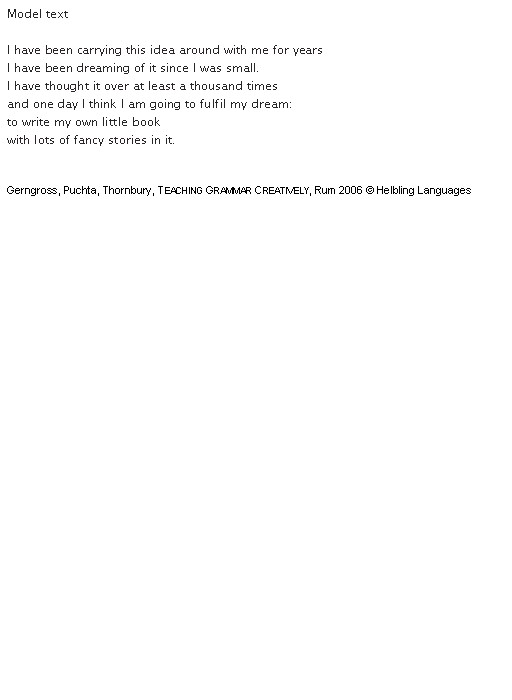 Model text
I have been carrying this idea around with me for years
I have been dreaming of it since I was small.
I have thought it over at least a thousand times
and one day I think I am going to fulfil my dream:
to write my own little book
with lots of fancy stories in it.
Gerngross, Puchta, Thornbury, TEACHING GRAMMAR CREATIVELY, Rum 2006 © Helbling Languages